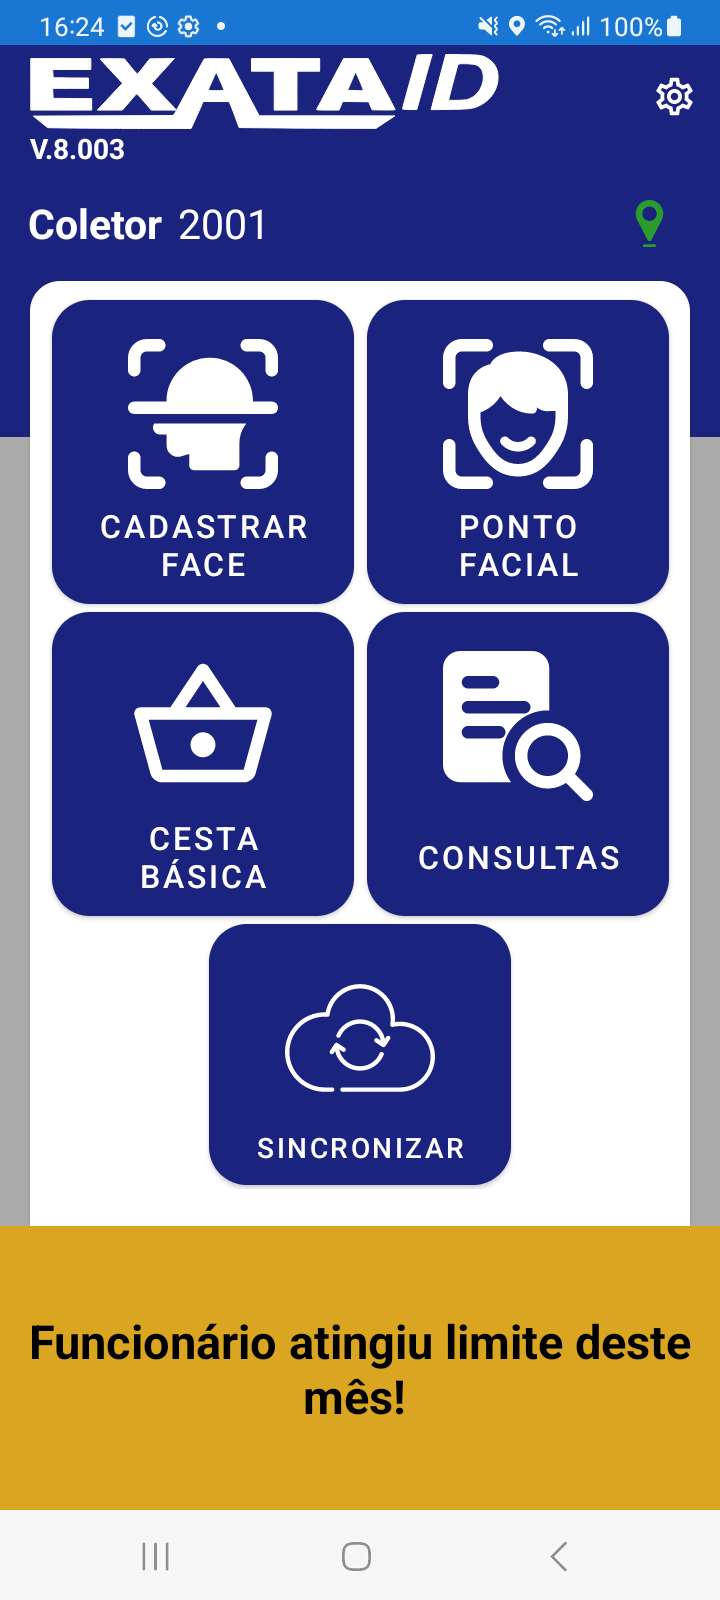 16:24
100%
EXATAID
V.8.003
Coletor 2001
CADASTRAR
FACE
PONTO
FACIAL
CESTA
BÁSICA
CONSULTAS
SINCRONIZAR
Funcionário atingiu limite deste
mês!